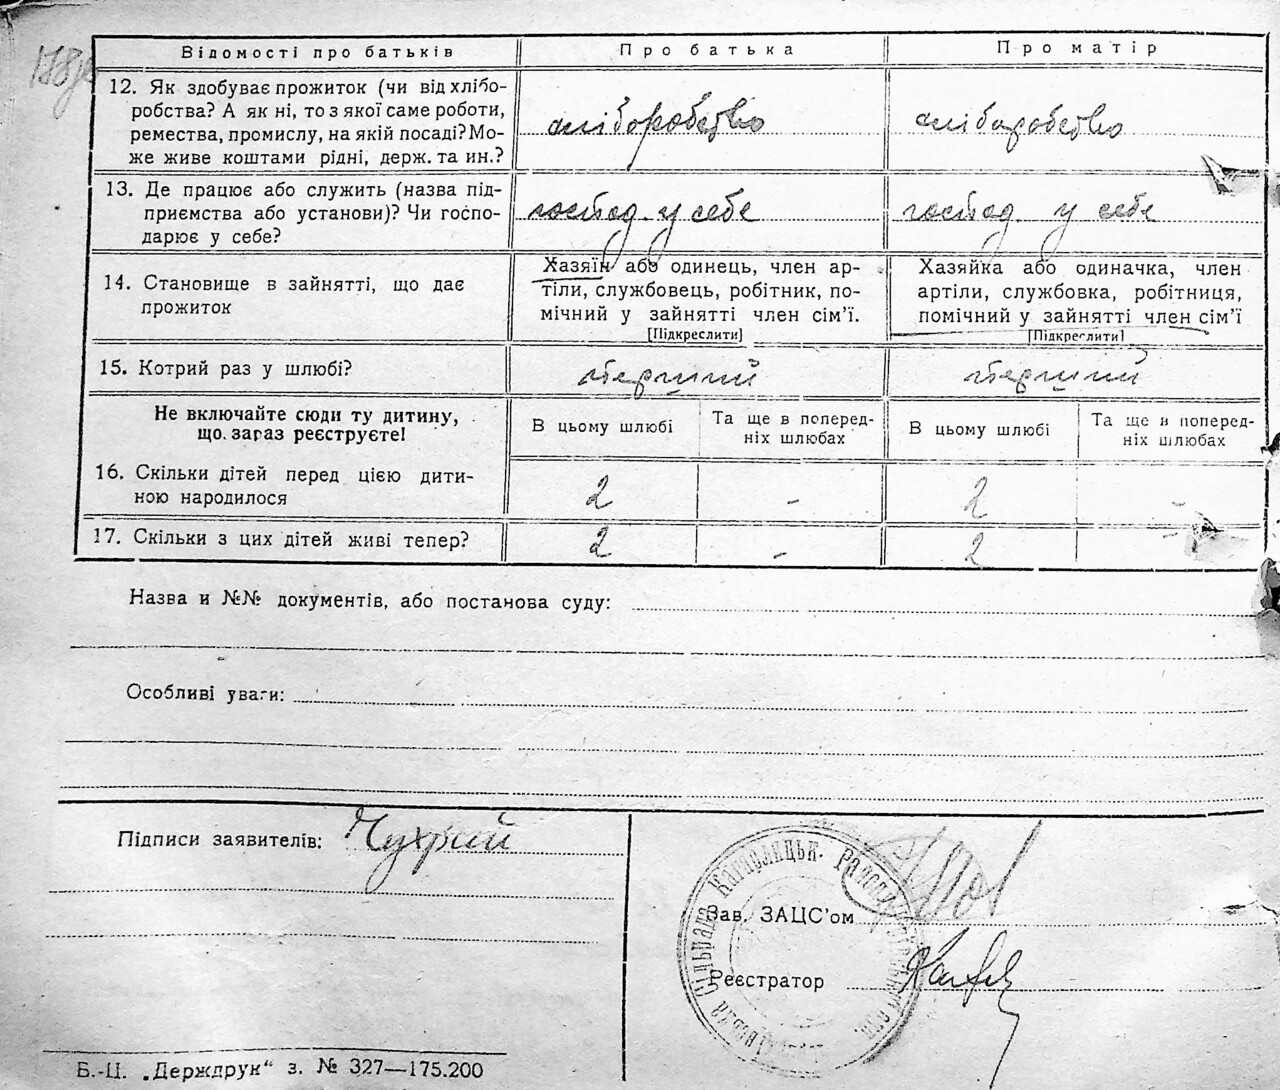 178зв
Відомості про батьків Про батька Про матір
12. Як здобуває прожиток (чи від хлібо-
робства? А як ні, то з якої саме роботи,
ремества, промислу, на якій посаді? Мо-
же живе коштами рідні, держ. та ин.?
хліборобство хліборобство
13. Де працює або служить (назва під-
приємства або установи)? Чи госпо-
дарює у себе?
господ. у себе господ. у себе
14. Становище в зайнятті, що дає
прожиток
Хазяїн або одинець, член ар-
тіли, службовець, робітник, по-
мічний у зайнятті член сім’ї.
[Підкреслити]
Хазяйка або одиначка, член
артіли, службовка, робітниця,
помічний у зайнятті член сім’ї
[Підкреслити]
15. Котрий раз у шлюбі? перший перший
Не включайте сюди ту дитину,
що зараз реєструєте!
В цьому шлюбі
Та ще в поперед-
ніх шлюбах
В цьому шлюбі
Та ще в поперед-
ніх шлюбах
16. Скільки дітей перед цією дити-
ною народилося
2 - 2 -
17. Скільки з цих дітей живі тепер? 2 - 2 -
Назва и №№ документів, або постанова суду:
Особливі уваги:
Підписи заявителів: Чухрий
Зав. ЗАЦС’ом
Реєстратор
сільрада Кагарлицьк.
Б.-Ц. „Держдрук“ з. № 327—175.200